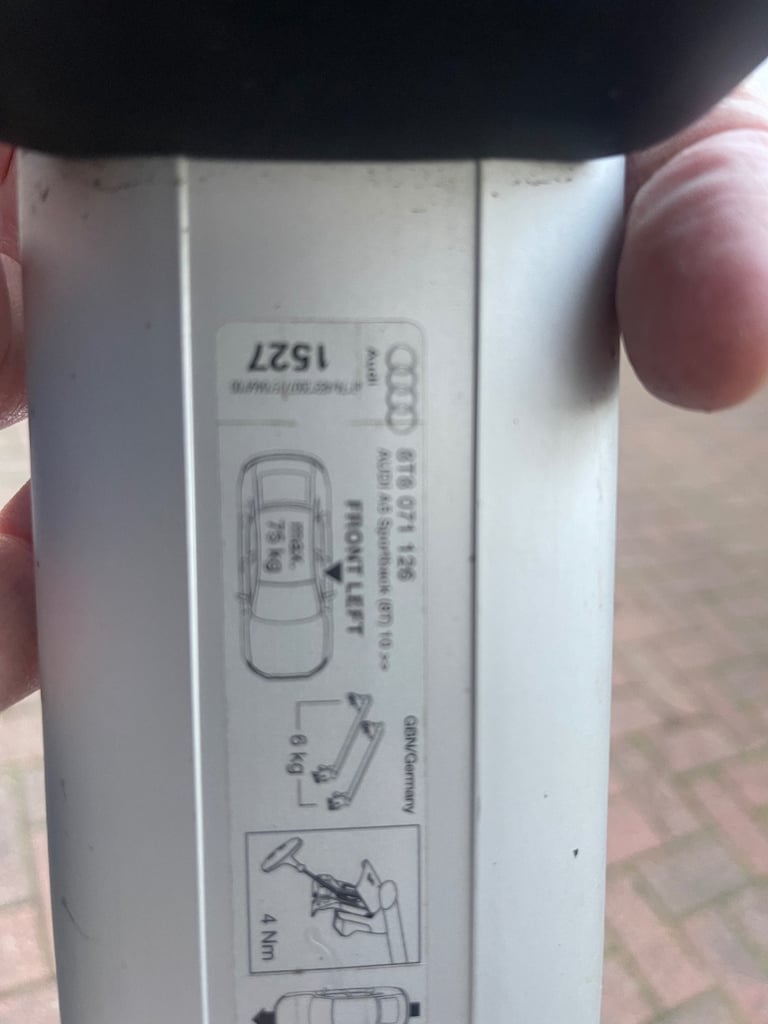 Audi
1527
8T8 071 126
AUDI A5 Sportback (8T) 10 >>
FRONT LEFT
max.
75 kg
GBN/Germany
6 kg
4 Nm